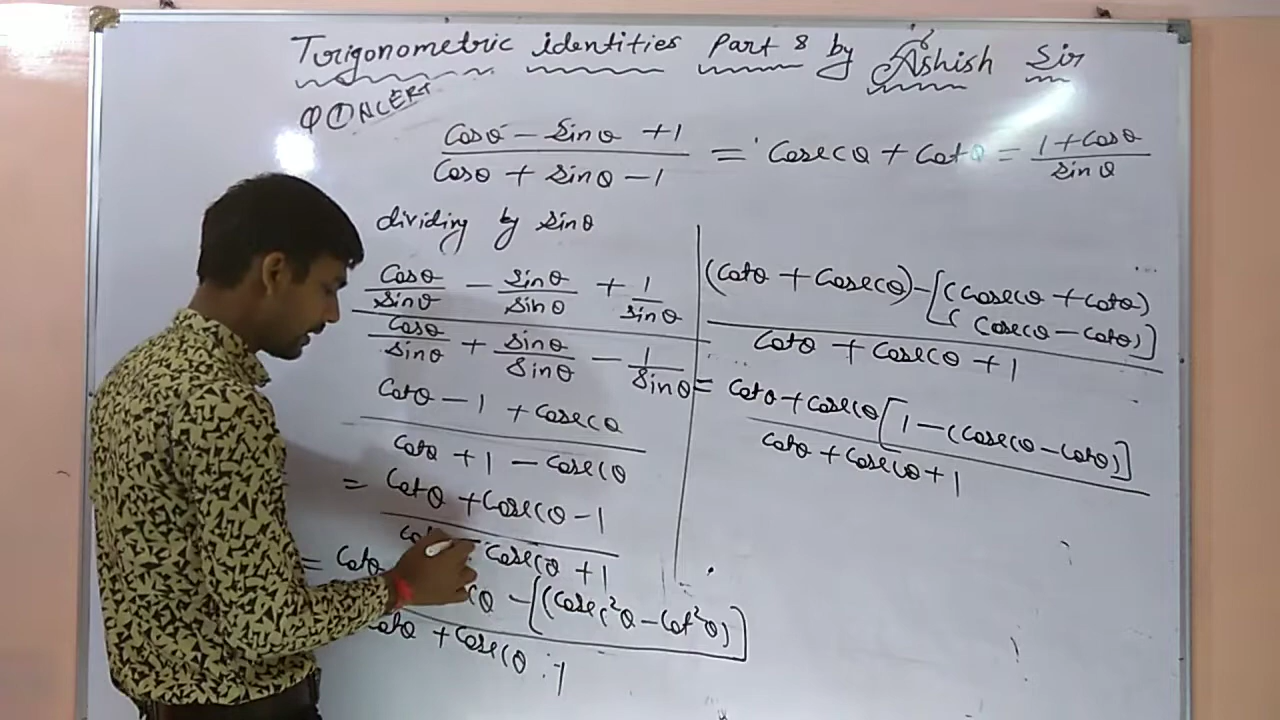 Trigonometric identities Part 8 by Ashish Sir
Q ① NCERT
Cosθ - Sinθ + 1 / Cosθ + Sinθ - 1 = Cosecθ + Cotθ = 1 + Cosθ / Sinθ
dividing by Sinθ
Cosθ/Sinθ - Sinθ/Sinθ + 1/Sinθ
Cosθ/Sinθ + Sinθ/Sinθ - 1/Sinθ
Cotθ - 1 + Cosecθ
Cotθ + 1 - Cosecθ
= Cotθ + Cosecθ - 1
Cosecθ + 1
= Cotθ - [(Cosec²θ - Cot²θ)]
Cotθ + Cosecθ
(Cotθ + Cosecθ) - [(Cosecθ + Cotθ)
(Cosecθ - Cotθ)]
Cotθ + Cosecθ + 1
= Cotθ + Cosecθ [1 - (Cosecθ - Cotθ)]
Cotθ + Cosecθ + 1